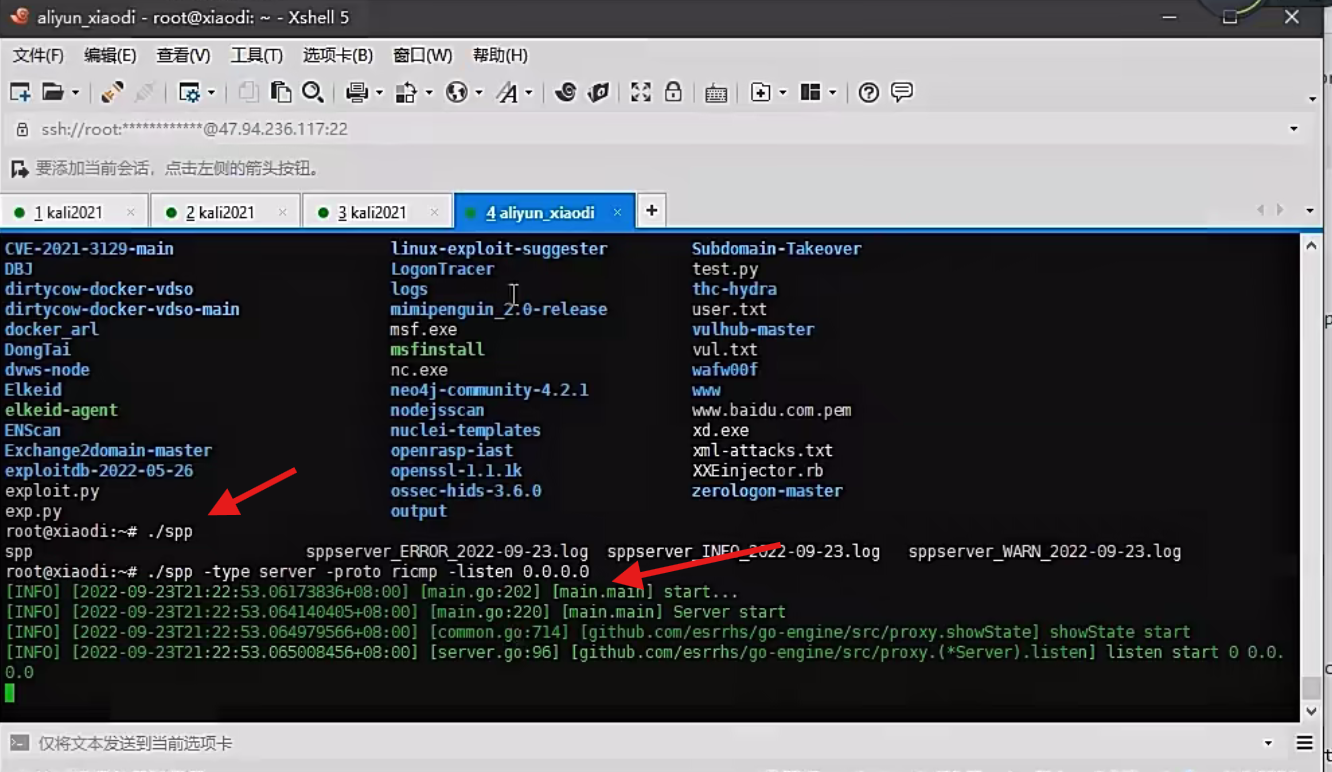 aliyun_xiaodi - root@xiaodi: ~ - Xshell 5
文件(F) 编辑(E) 查看(V) 工具(T) 选项卡(B) 窗口(W) 帮助(H)
ssh://root:************@47.94.236.117:22
要添加当前会话，点击左侧的箭头按钮。
1 kali2021 × 2 kali2021 × 3 kali2021 × 4 aliyun_xiaodi × +
CVE-2021-3129-main linux-exploit-suggester Subdomain-Takeover
DBJ LogonTracer test.py
dirtycow-docker-vdso logs thc-hydra
dirtycow-docker-vdso-main mimipenguin_2.0-release user.txt
docker_arl msf.exe vulhub-master
DongTai msfinstall vul.txt
dvws-node nc.exe wafw00f
Elkeid neo4j-community-4.2.1 www
elkeid-agent nodejsscan www.baidu.com.pem
ENScan nuclei-templates xd.exe
Exchange2domain-master openrasp-iast xml-attacks.txt
exploitdb-2022-05-26 openssl-1.1.1k XXEinjector.rb
exploit.py ossec-hids-3.6.0 zerologon-master
exp.py output
root@xiaodi:~# ./spp
spp sppserver_ERROR_2022-09-23.log sppserver_INFO_2022-09-23.log sppserver_WARN_2022-09-23.log
root@xiaodi:~# ./spp -type server -proto ricmp -listen 0.0.0.0
[INFO] [2022-09-23T21:22:53.06173836+08:00] [main.go:202] [main.main] start...
[INFO] [2022-09-23T21:22:53.064140405+08:00] [main.go:220] [main.main] Server start
[INFO] [2022-09-23T21:22:53.064979566+08:00] [common.go:714] [github.com/esrrhs/go-engine/src/proxy.showState] showState start
[INFO] [2022-09-23T21:22:53.065008456+08:00] [server.go:96] [github.com/esrrhs/go-engine/src/proxy.(*Server).listen] listen start 0 0.0.
0.0
仅将文本发送到当前选项卡